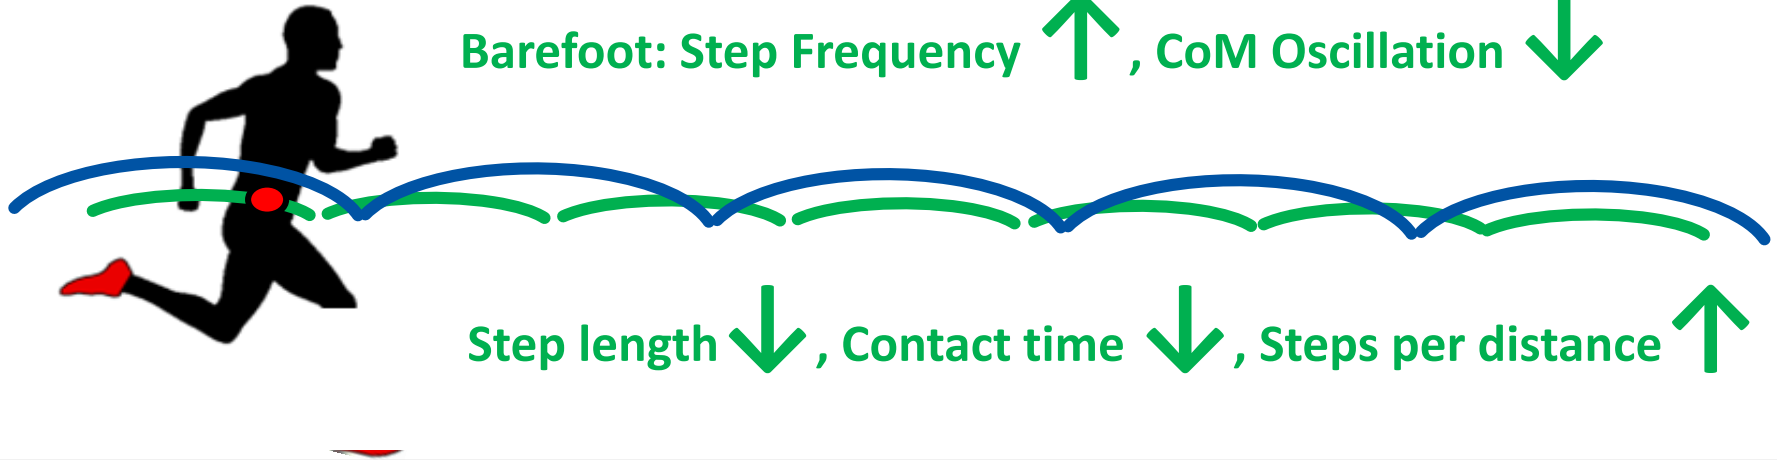 Barefoot: Step Frequency ↑, CoM Oscillation ↓
Step length ↓, Contact time ↓, Steps per distance ↑